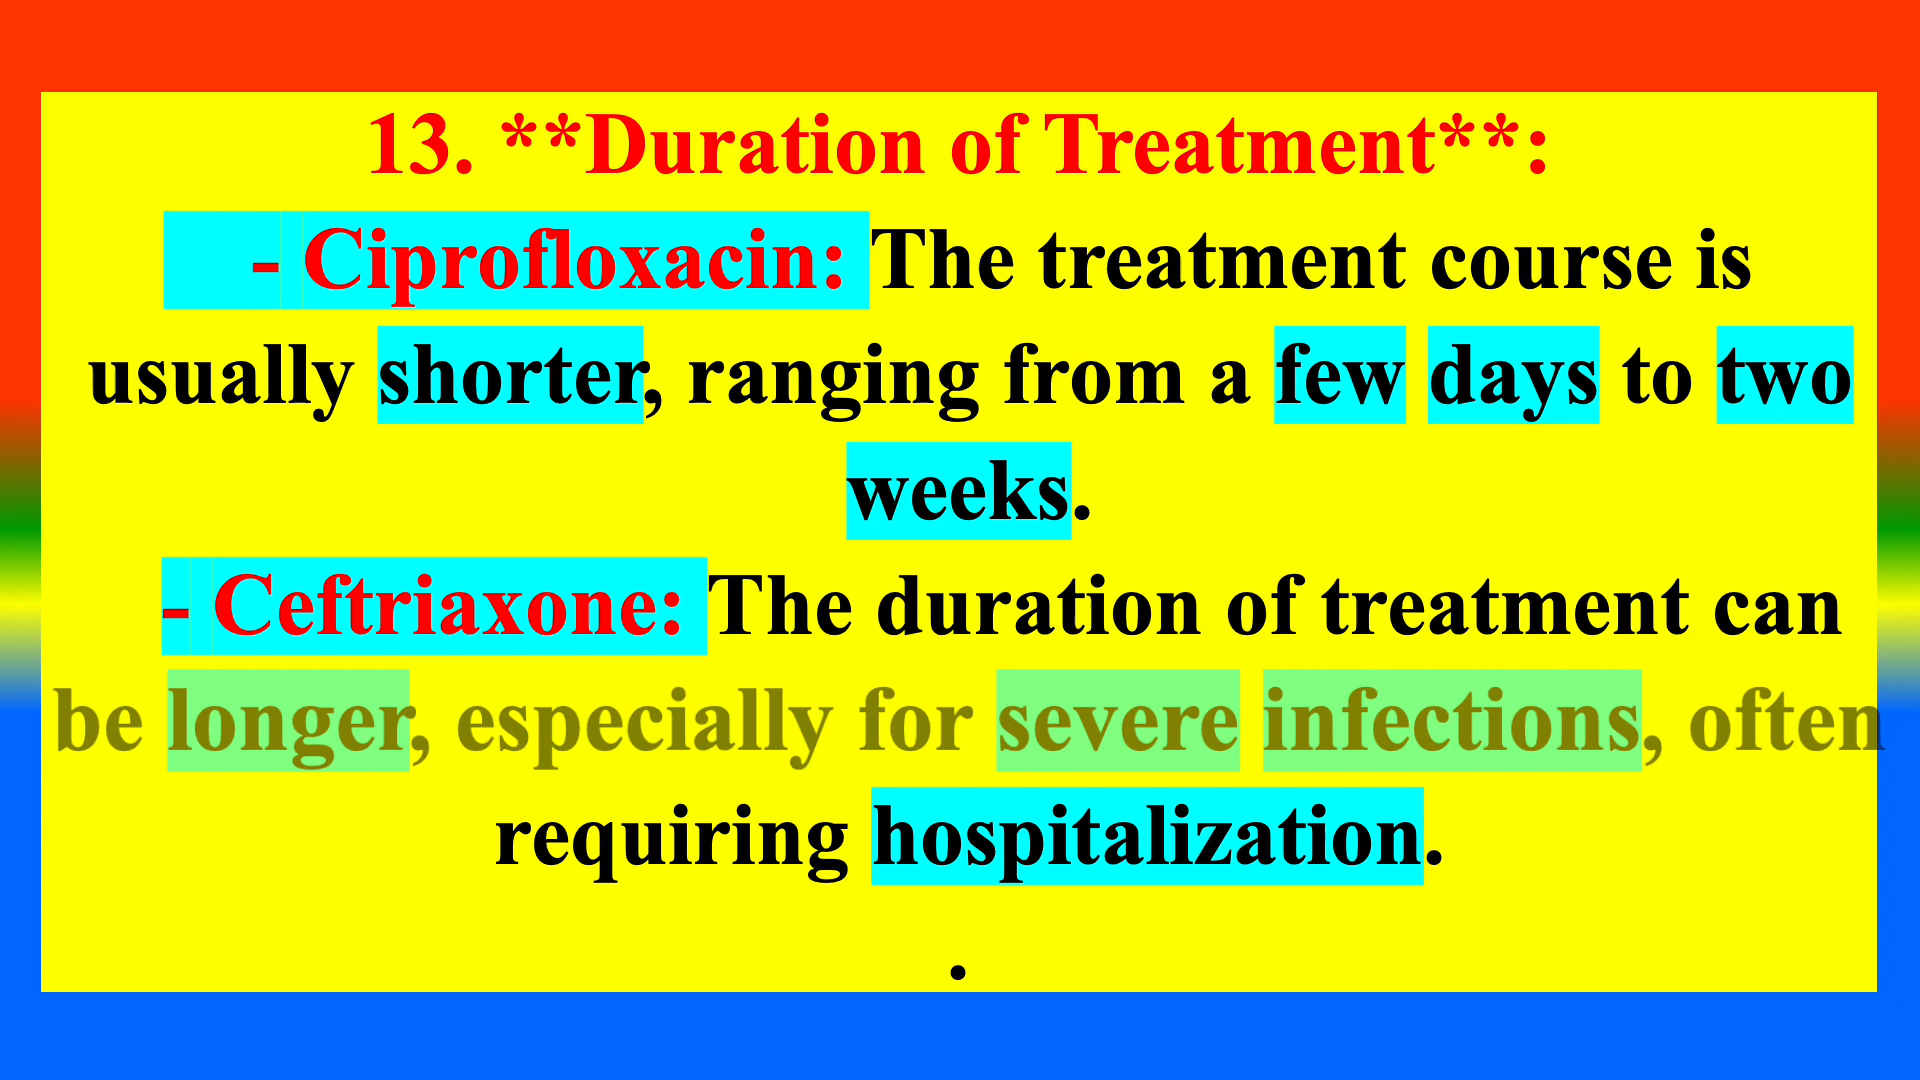 13. **Duration of Treatment**:
- Ciprofloxacin: The treatment course is
usually shorter, ranging from a few days to two
weeks.
- Ceftriaxone: The duration of treatment can
be longer, especially for severe infections, often
requiring hospitalization.
.